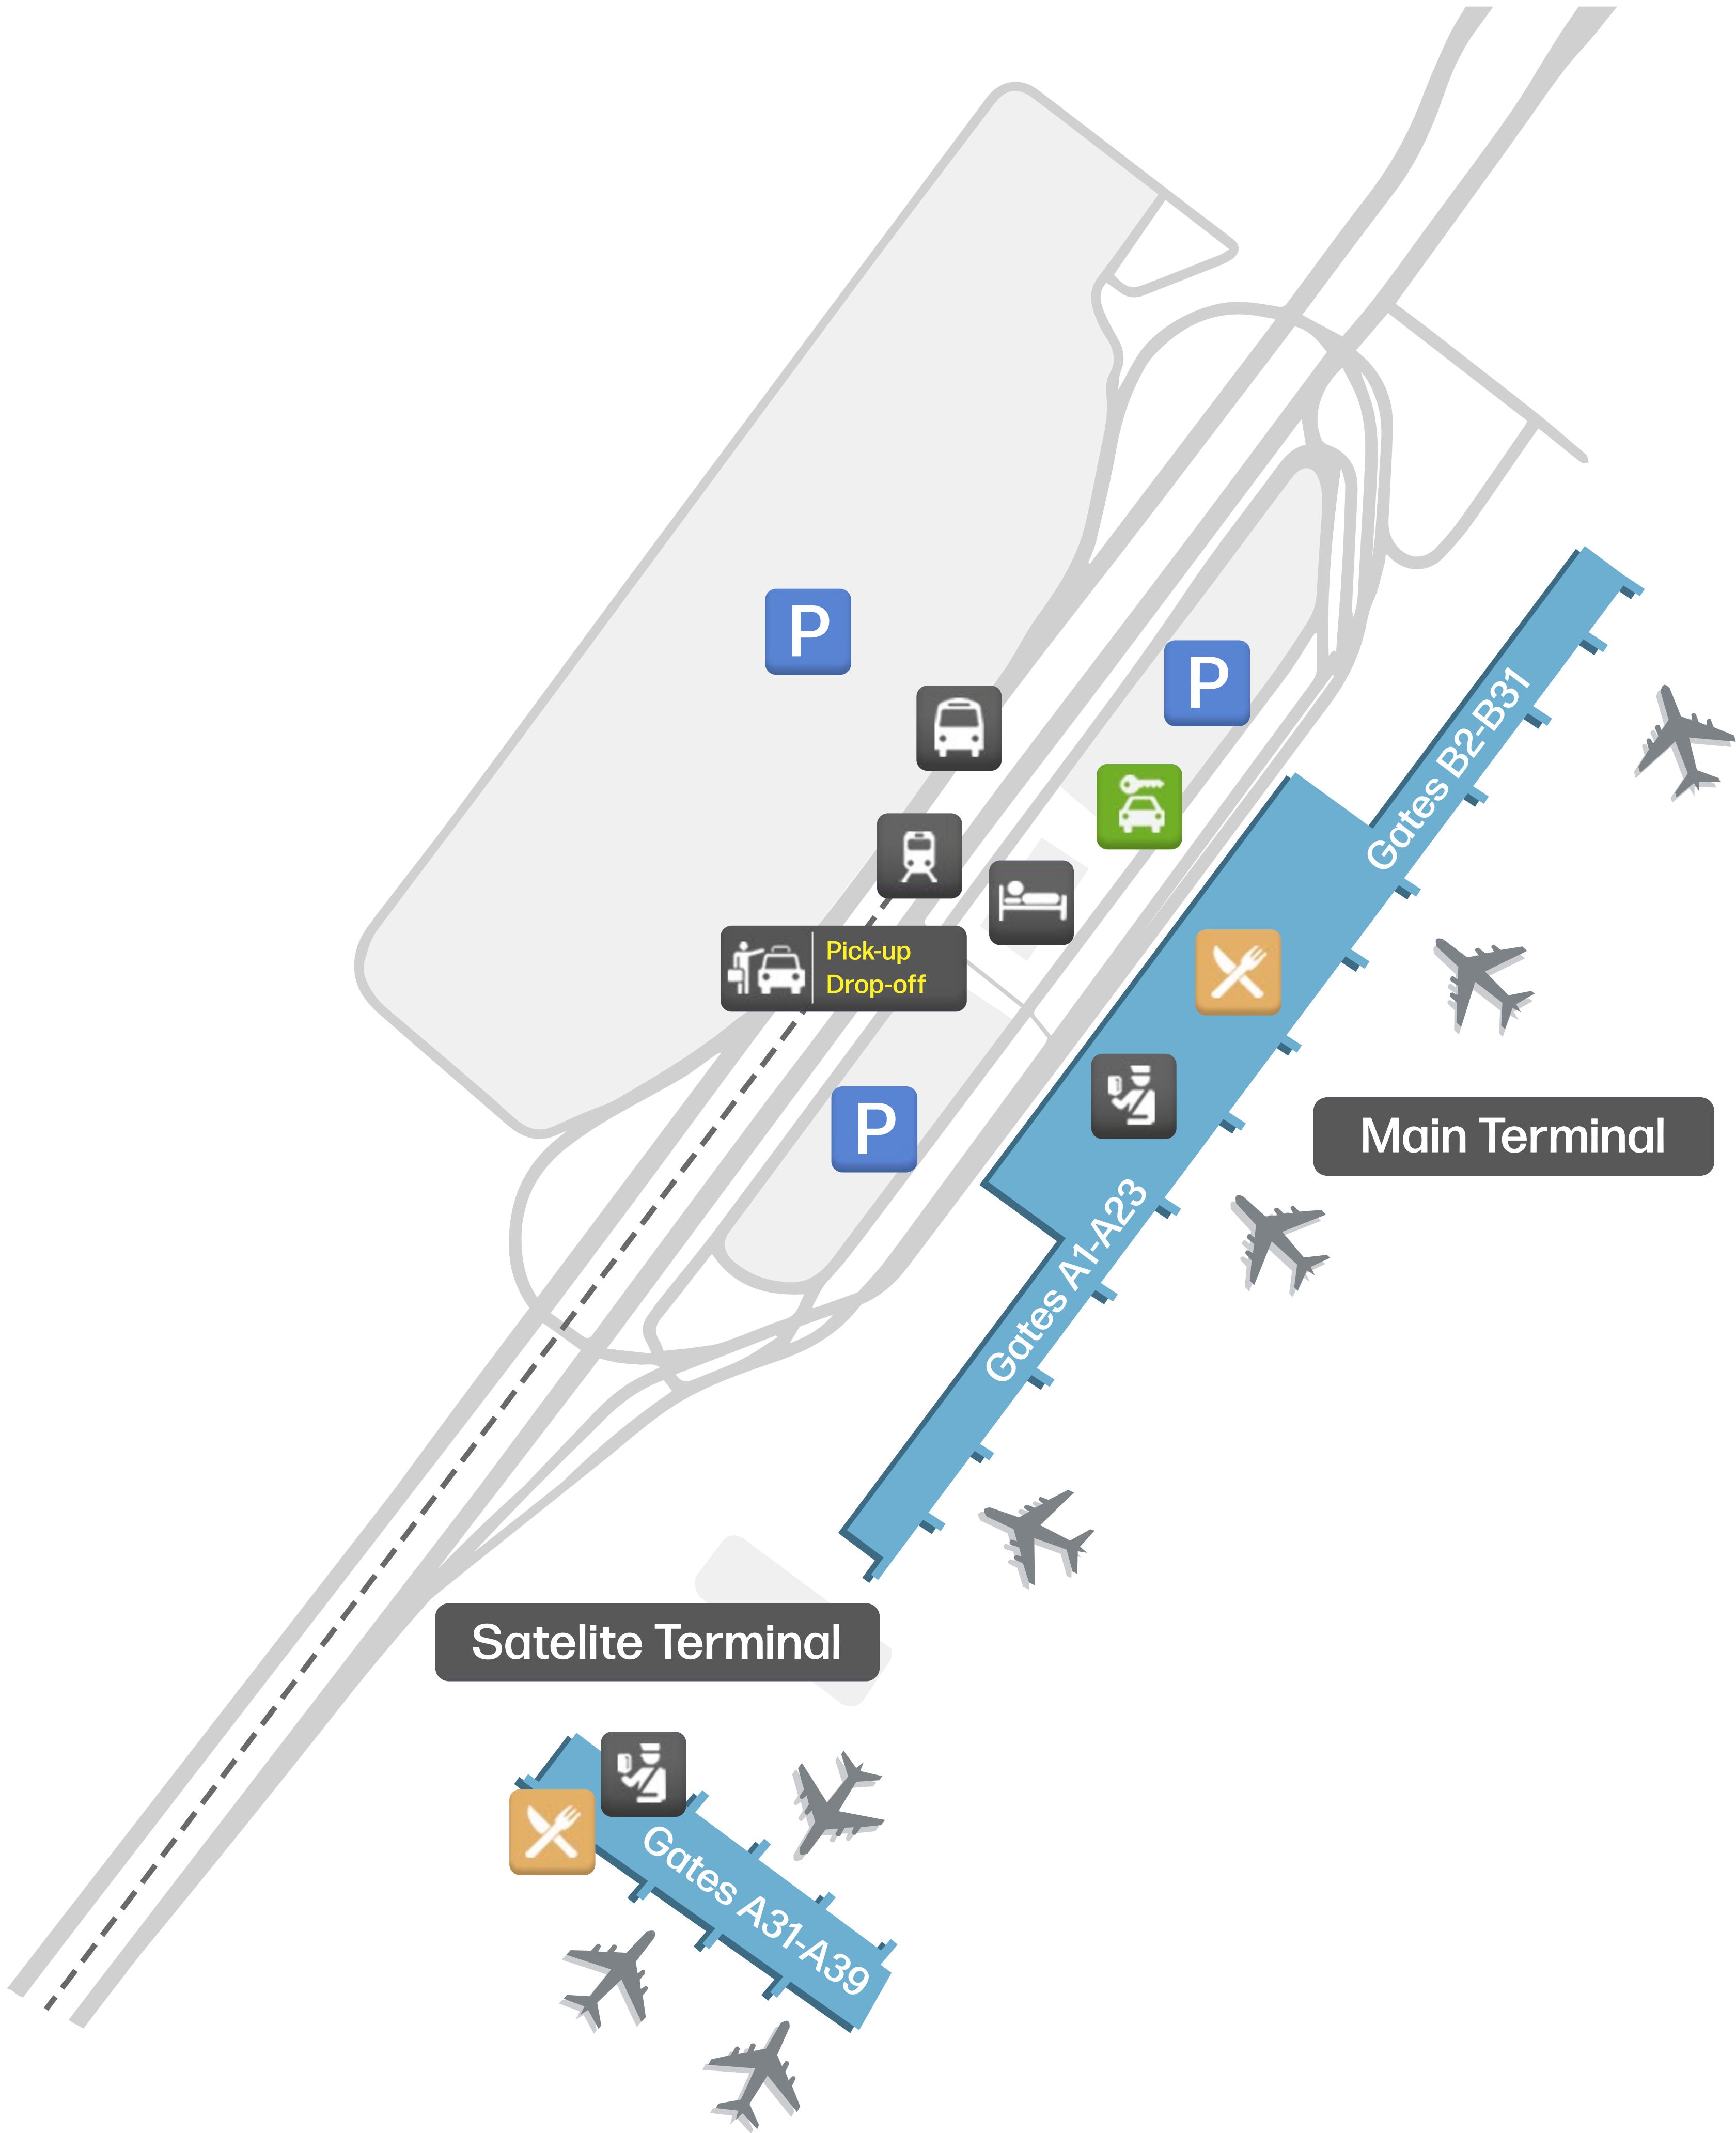 P
P
Gates B2-B31
Pick-up
Drop-off
P
Main Terminal
Gates A1-A23
Satelite Terminal
Gates A31-A39